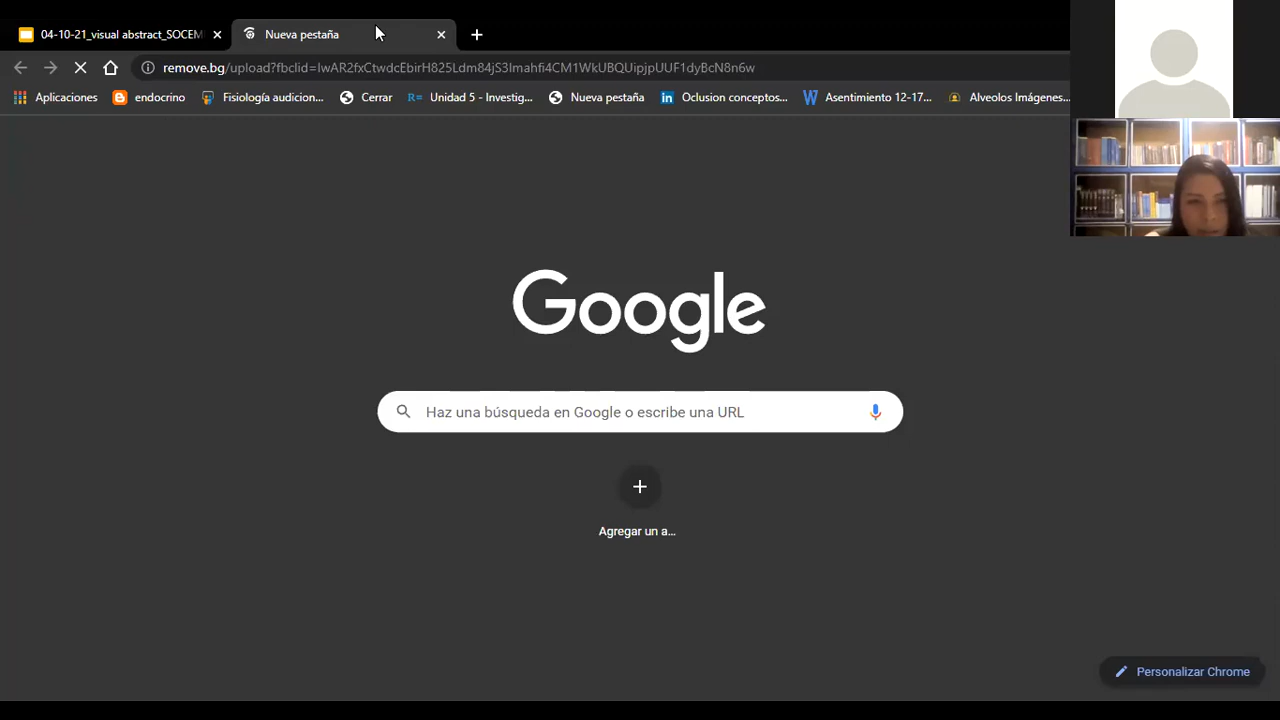 04-10-21_visual abstract_SOCEM
Nueva pestaña
remove.bg/upload?fbclid=IwAR2fxCtwdcEbirH825Ldm84jS3Imahfi4CM1WkUBQUipjpUUF1dyBcN8n6w
Aplicaciones endocrino Fisiología audicion... Cerrar R= Unidad 5 - Investig... Nueva pestaña in Oclusion conceptos... W Asentimiento 12-17... Alveolos Imágenes...
Google
Haz una búsqueda en Google o escribe una URL
Agregar un a...
Personalizar Chrome